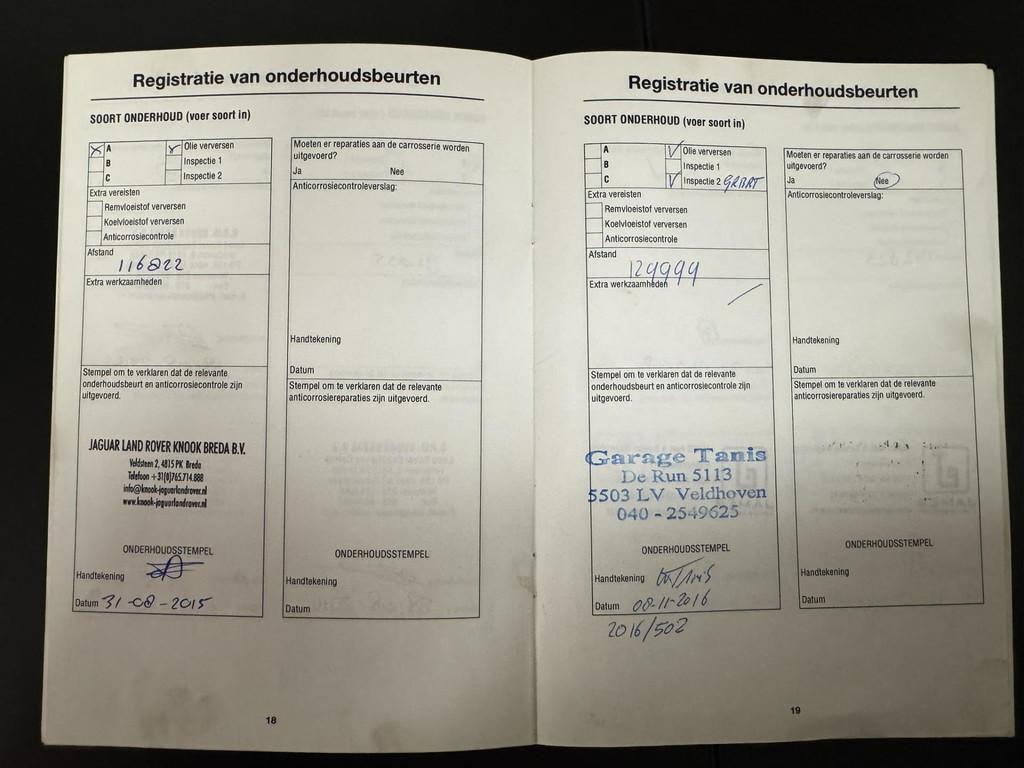 Registratie van onderhoudsbeurten
SOORT ONDERHOUD (voer soort in)
A
Olie verversen
B
Inspectie 1
C
Inspectie 2
Extra vereisten
Remvloeistof verversen
Koelvloeistof verversen
Anticorrosiecontrole
Afstand
116822
Extra werkzaamheden
Stempel om te verklaren dat de relevante
onderhoudsbeurt en anticorrosiecontrole zijn
uitgevoerd.
JAGUAR LAND ROVER KNOOK BREDA B.V.
Veldsteen 2, 4815 PK Breda
Telefoon +31(0)765.714.888
info@knook-jaguarlandrover.nl
www.knook-jaguarlandrover.nl
ONDERHOUDSSTEMPEL
Handtekening
Datum 31-08-2015
Moeten er reparaties aan de carrosserie worden
uitgevoerd?
Ja Nee
Anticorrosiecontroleverslag:
Handtekening
Datum
Stempel om te verklaren dat de relevante
anticorrosiereparaties zijn uitgevoerd.
ONDERHOUDSSTEMPEL
Handtekening
Datum
18
Registratie van onderhoudsbeurten
SOORT ONDERHOUD (voer soort in)
A
Olie verversen
B
Inspectie 1
C
Inspectie 2
Extra vereisten
Remvloeistof verversen
Koelvloeistof verversen
Anticorrosiecontrole
Afstand
129999
Extra werkzaamheden
Stempel om te verklaren dat de relevante
onderhoudsbeurt en anticorrosiecontrole zijn
uitgevoerd.
Garage Tanis
De Run 5113
5503 LV Veldhoven
040 - 2549625
ONDERHOUDSSTEMPEL
Handtekening
Datum 08-11-2016
2016/502
Moeten er reparaties aan de carrosserie worden
uitgevoerd?
Ja Nee
Anticorrosiecontroleverslag:
Handtekening
Datum
Stempel om te verklaren dat de relevante
anticorrosiereparaties zijn uitgevoerd.
ONDERHOUDSSTEMPEL
Handtekening
Datum
19